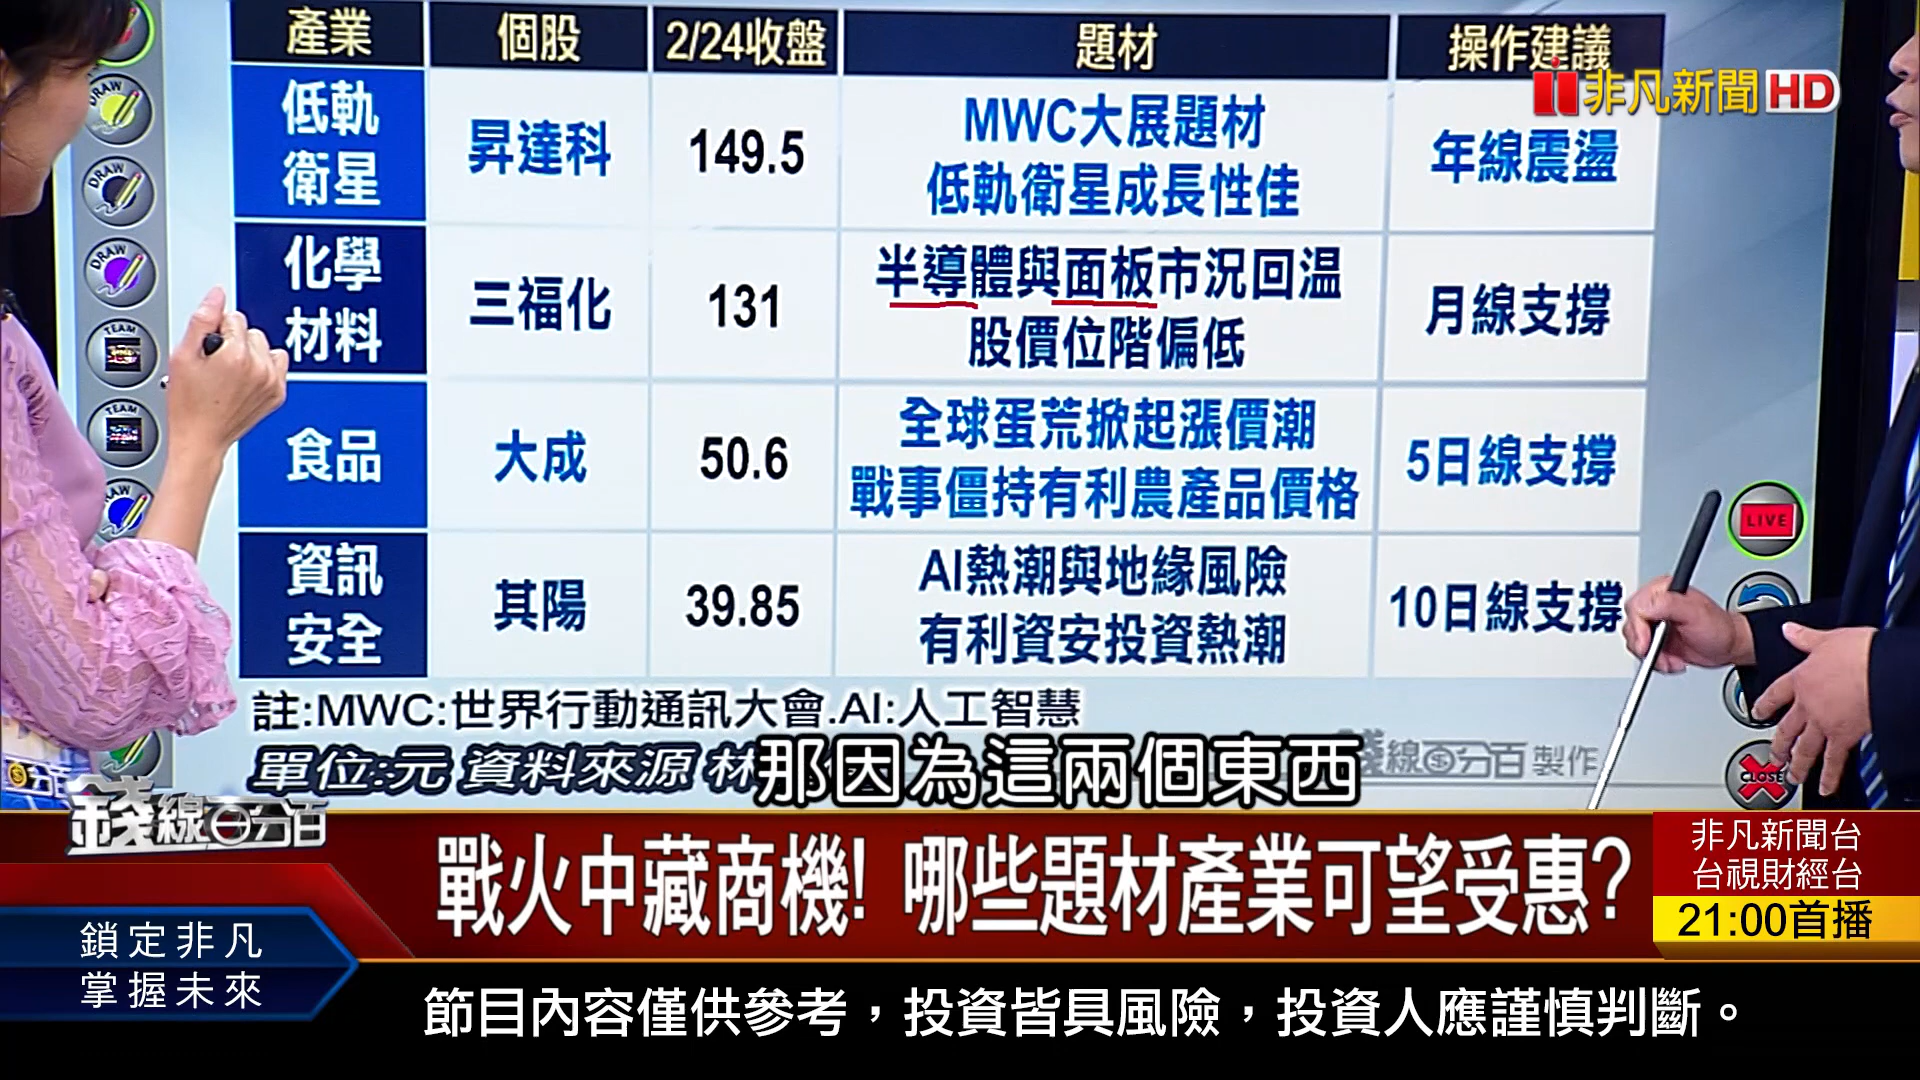 產業 個股 2/24收盤 題材 操作建議
非凡新聞HD
低軌
衛星
昇達科 149.5
MWC大展題材
低軌衛星成長性佳
年線震盪
化學
材料
三福化 131
半導體與面板市況回溫
股價位階偏低
月線支撐
食品
大成 50.6
全球蛋荒掀起漲價潮
戰事僵持有利農產品價格
5日線支撐
資訊
安全
其陽 39.85
AI熱潮與地緣風險
有利資安投資熱潮
10日線支撐
DRAW
DRAW
DRAW
TEAM
TEAM
DRAW
LIVE
CLOSE
註:MWC:世界行動通訊大會.AI:人工智慧
單位:元 資料來源 林
錢線百分百 製作
那因為這兩個東西
錢線百分百
戰火中藏商機! 哪些題材產業可望受惠?
非凡新聞台
台視財經台
21:00首播
鎖定非凡
掌握未來
節目內容僅供參考，投資皆具風險，投資人應謹慎判斷。